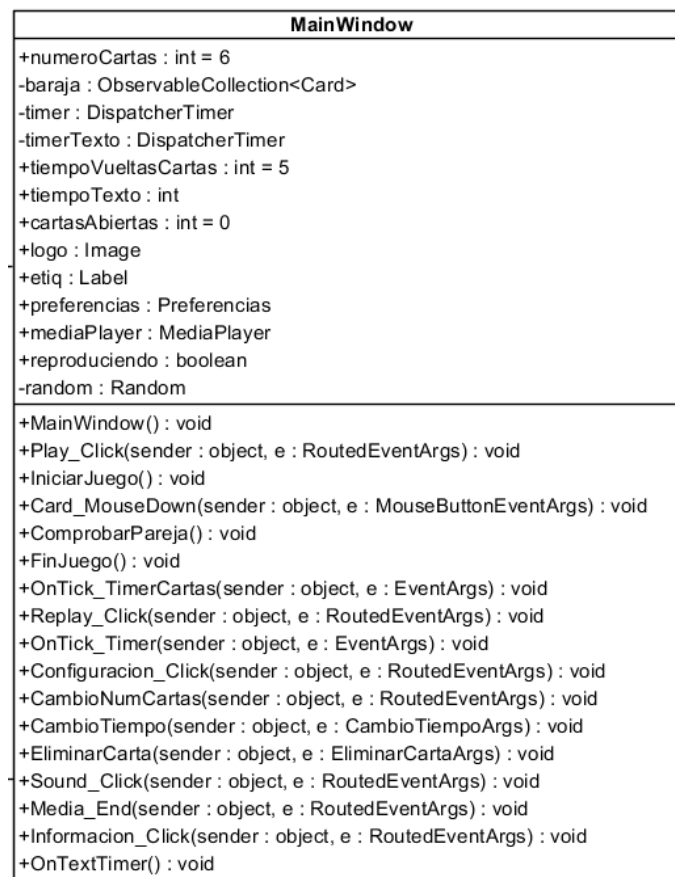 MainWindow
+numeroCartas : int = 6
-baraja : ObservableCollection<Card>
-timer : DispatcherTimer
-timerTexto : DispatcherTimer
+tiempoVueltasCartas : int = 5
+tiempoTexto : int
+cartasAbiertas : int = 0
+logo : Image
+etiq : Label
+preferencias : Preferencias
+mediaPlayer : MediaPlayer
+reproduciendo : boolean
-random : Random
+MainWindow() : void
+Play_Click(sender : object, e : RoutedEventArgs) : void
+IniciarJuego() : void
+Card_MouseDown(sender : object, e : MouseButtonEventArgs) : void
+ComprobarPareja() : void
+FinJuego() : void
+OnTick_TimerCartas(sender : object, e : EventArgs) : void
+Replay_Click(sender : object, e : RoutedEventArgs) : void
+OnTick_Timer(sender : object, e : EventArgs) : void
+Configuracion_Click(sender : object, e : RoutedEventArgs) : void
+CambioNumCartas(sender : object, e : RoutedEventArgs) : void
+CambioTiempo(sender : object, e : CambioTiempoArgs) : void
+EliminarCarta(sender : object, e : EliminarCartaArgs) : void
+Sound_Click(sender : object, e : RoutedEventArgs) : void
+Media_End(sender : object, e : RoutedEventArgs) : void
+Informacion_Click(sender : object, e : RoutedEventArgs) : void
+OnTextTimer() : void